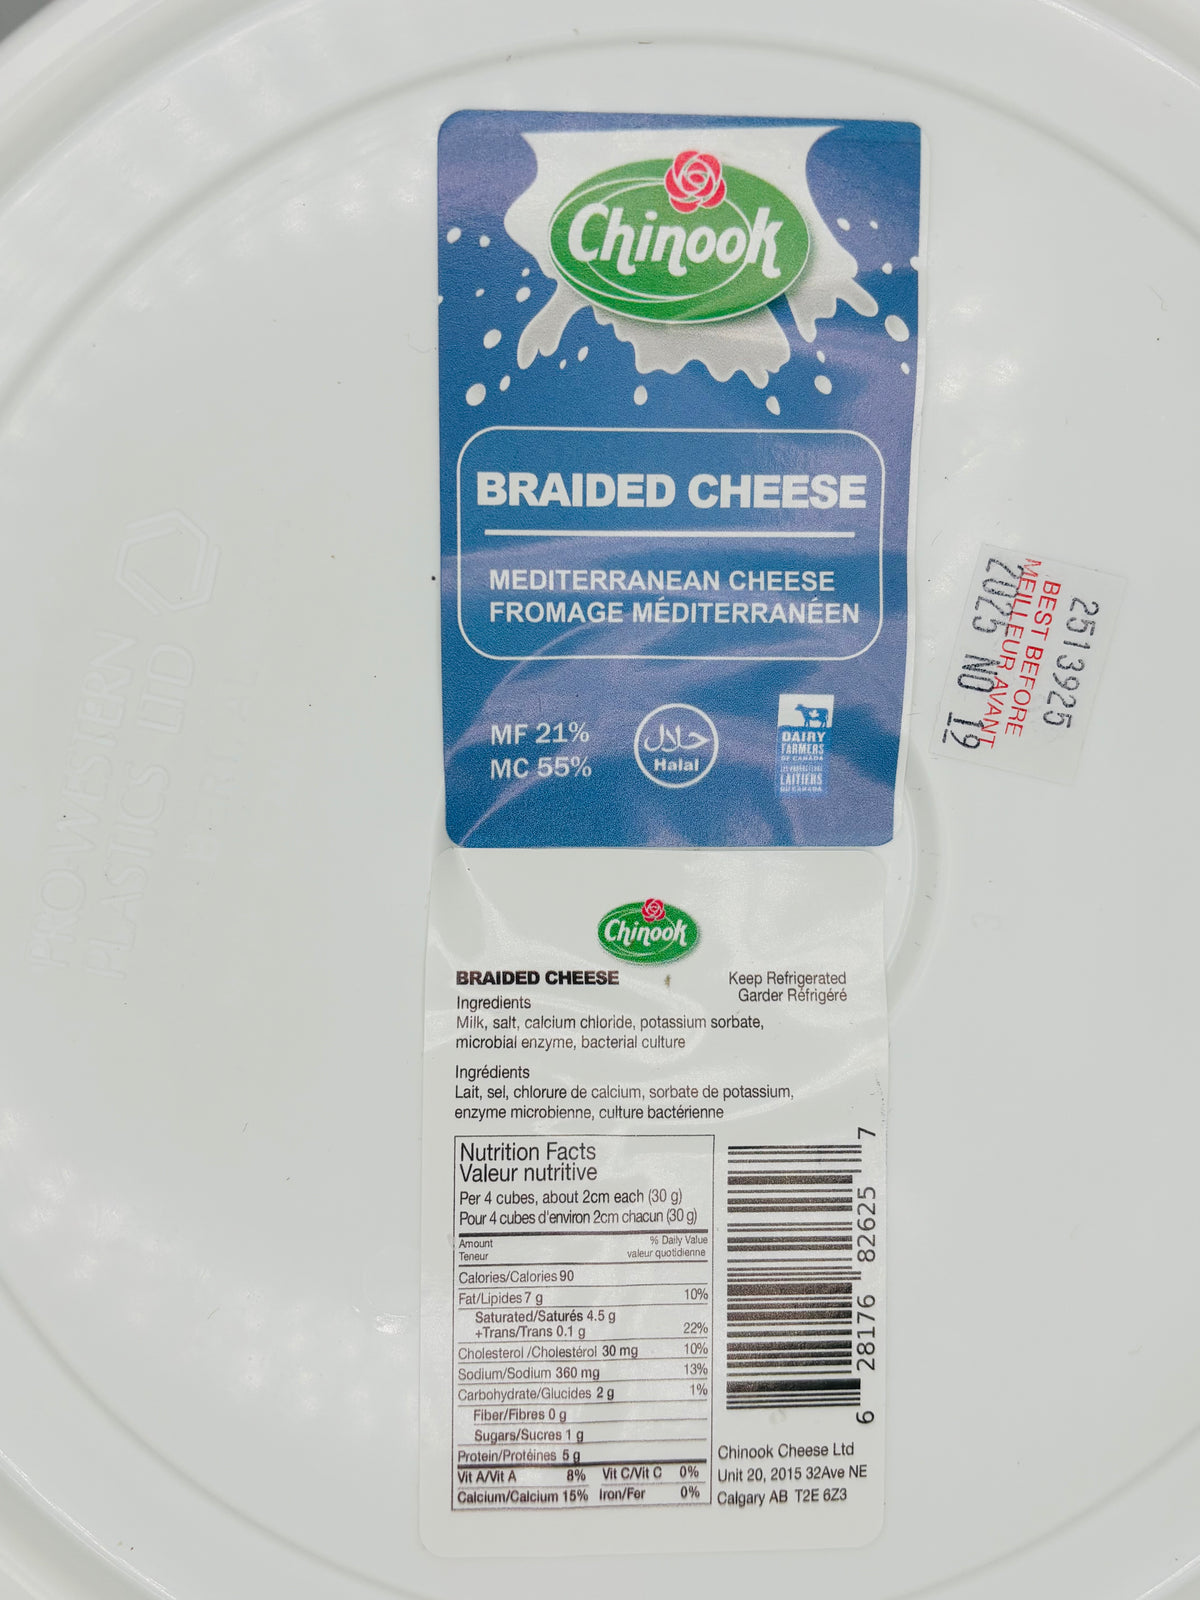 Chinook
BRAIDED CHEESE
MEDITERRANEAN CHEESE
FROMAGE MÉDITERRANÉEN
MF 21%
MC 55%
حلال
Halal
DAIRY
FARMERS
OF CANADA
LES PRODUCTEURS
LAITIERS
DU CANADA
2513925
BEST BEFORE
MEILLEUR AVANT
2025 NO 19
PRO-WESTERN
PLASTICS LTD
Chinook
BRAIDED CHEESE
Keep Refrigerated
Garder Réfrigéré
Ingredients
Milk, salt, calcium chloride, potassium sorbate,
microbial enzyme, bacterial culture
Ingrédients
Lait, sel, chlorure de calcium, sorbate de potassium,
enzyme microbienne, culture bactérienne
Nutrition Facts
Valeur nutritive
Per 4 cubes, about 2cm each (30 g)
Pour 4 cubes d'environ 2cm chacun (30 g)
Amount % Daily Value
Teneur valeur quotidienne
Calories/Calories 90
Fat/Lipides 7 g 10%
Saturated/Saturés 4.5 g
+Trans/Trans 0.1 g 22%
Cholesterol /Cholestérol 30 mg 10%
Sodium/Sodium 360 mg 13%
Carbohydrate/Glucides 2 g 1%
Fiber/Fibres 0 g
Sugars/Sucres 1 g
Protein/Protéines 5 g
Vit A/Vit A 8% Vit C/Vit C 0%
Calcium/Calcium 15% Iron/Fer 0%
6 28176 82625 7
Chinook Cheese Ltd
Unit 20, 2015 32Ave NE
Calgary AB T2E 6Z3